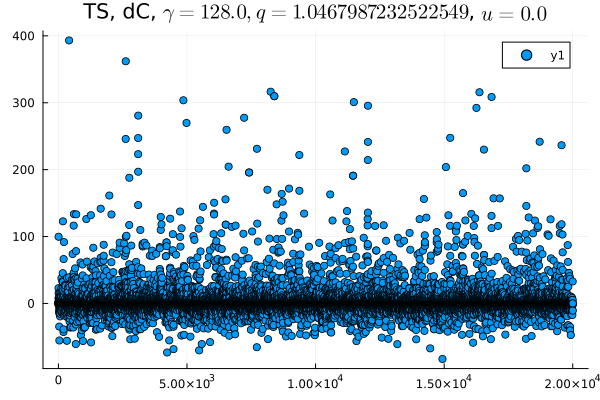 TS, dC, γ = 128.0, q = 1.0467987232522549, u = 0.0
y1
400
300
200
100
0
0 5.00×10³ 1.00×10⁴ 1.50×10⁴ 2.00×10⁴